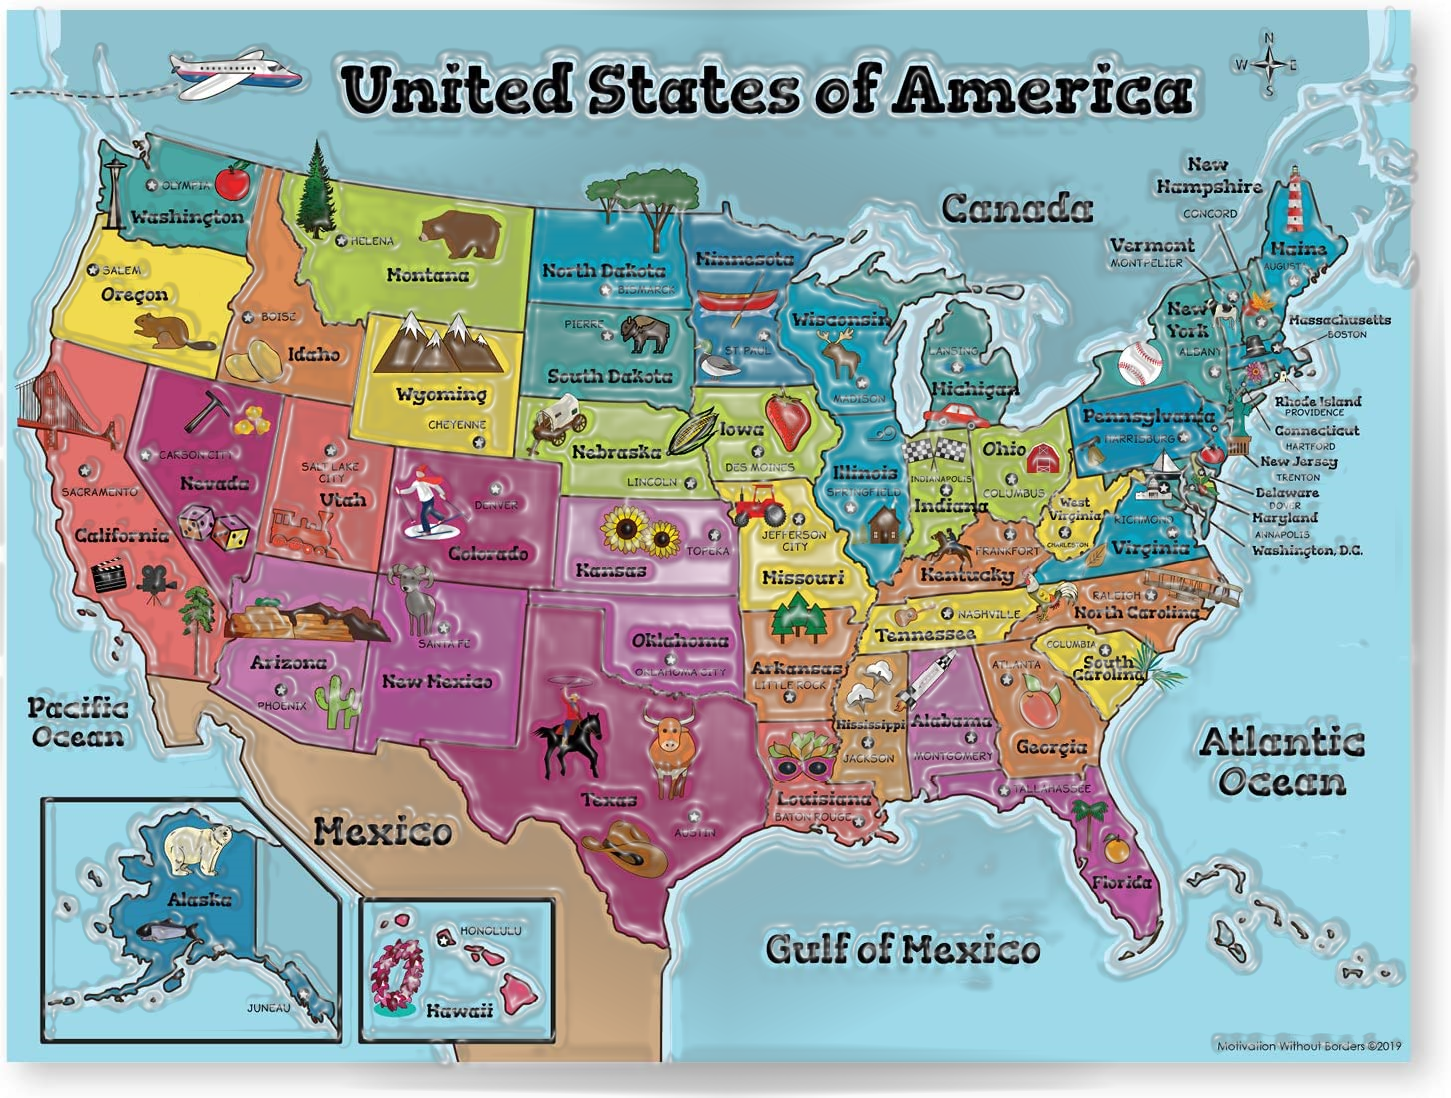 United States of America
N
W E
S
Canada
New
Hampshire
CONCORD
Vermont
MONTPELIER
Maine
AUGUSTA
OLYMPIA
Washington
SALEM
Oregon
HELENA
Montana
BOISE
Idaho
North Dakota
BISMARCK
Minnesota
ST PAUL
PIERRE
South Dakota
Wyoming
CHEYENNE
Wisconsin
MADISON
LANSING
Michigan
New
York
ALBANY
Massachusetts
BOSTON
Rhode Island
PROVIDENCE
Connecticut
HARTFORD
New Jersey
TRENTON
Delaware
DOVER
Maryland
ANNAPOLIS
Washington, D.C.
Pennsylvania
HARRISBURG
CARSON CITY
Nevada
SACRAMENTO
California
SALT LAKE
CITY
Utah
DENVER
Colorado
Nebraska
LINCOLN
Iowa
DES MOINES
Illinois
SPRINGFIELD
INDIANAPOLIS
Indiana
Ohio
COLUMBUS
West
Virginia
CHARLESTON
RICHMOND
Virginia
TOPEKA
Kansas
JEFFERSON
CITY
Missouri
FRANKFORT
Kentucky
NASHVILLE
Tennessee
RALEIGH
North Carolina
COLUMBIA
South
Carolina
Arizona
PHOENIX
SANTA FE
New Mexico
Oklahoma
OKLAHOMA CITY
Arkansas
LITTLE ROCK
Mississippi
JACKSON
Alabama
MONTGOMERY
ATLANTA
Georgia
Texas
AUSTIN
Louisiana
BATON ROUGE
TALLAHASSEE
Florida
Pacific
Ocean
Atlantic
Ocean
Mexico
Gulf of Mexico
Alaska
JUNEAU
HONOLULU
Hawaii
Motivation Without Borders ©2019